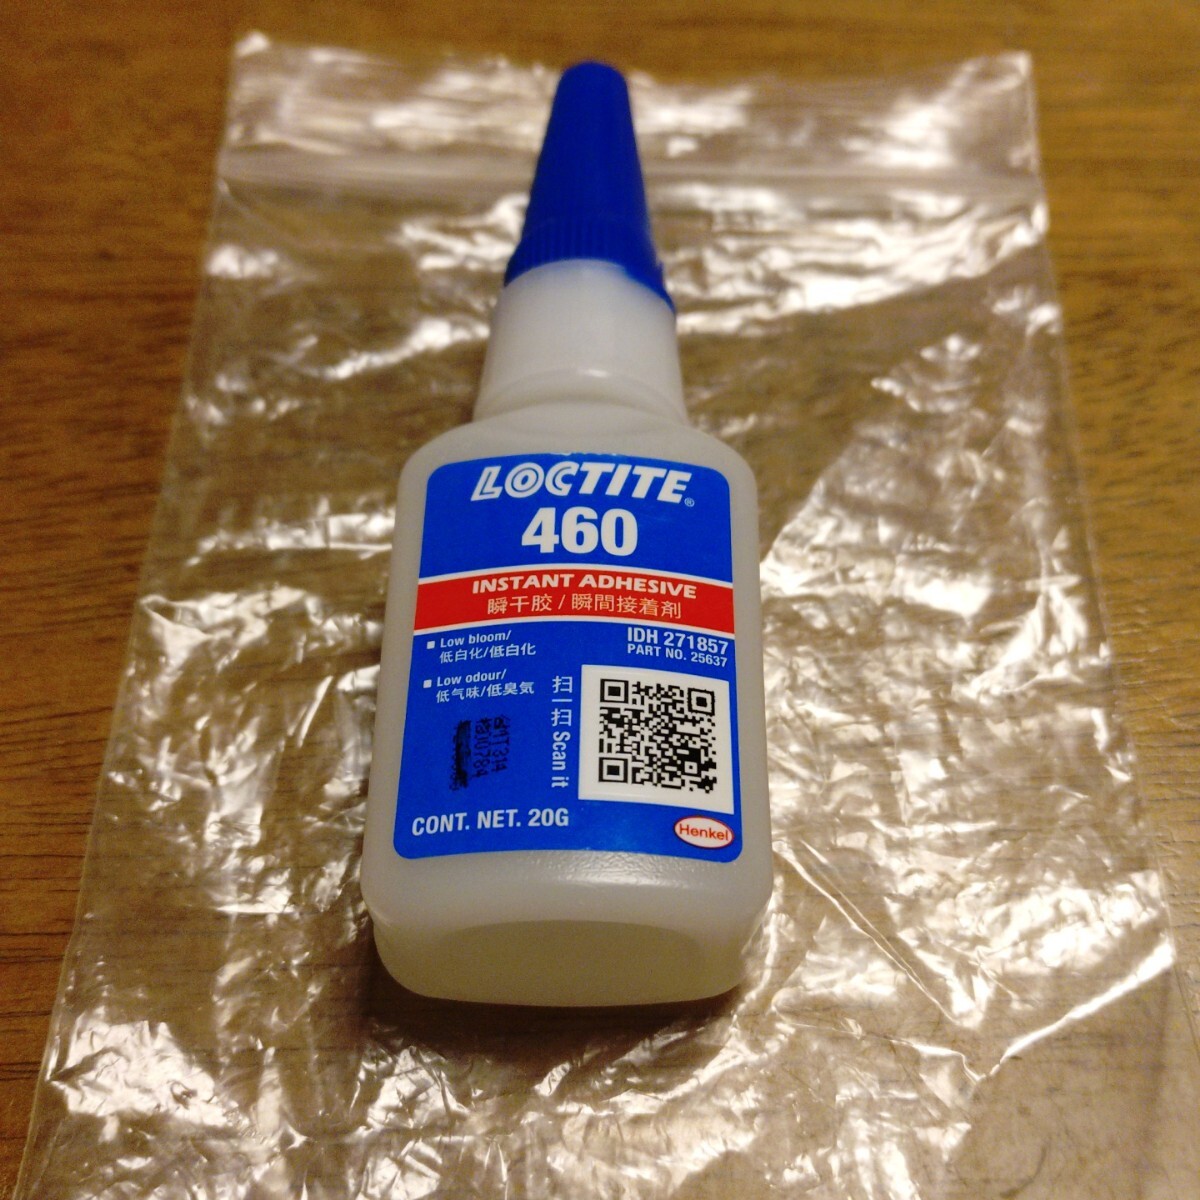 LOCTITE®
460
INSTANT ADHESIVE
瞬干胶/瞬間接着剤
■ Low bloom/
低白化/低白化
■ Low odour/
低气味/低臭気
IDH 271857
PART NO. 25637
扫一扫 Scan it
CONT. NET. 20G
Henkel